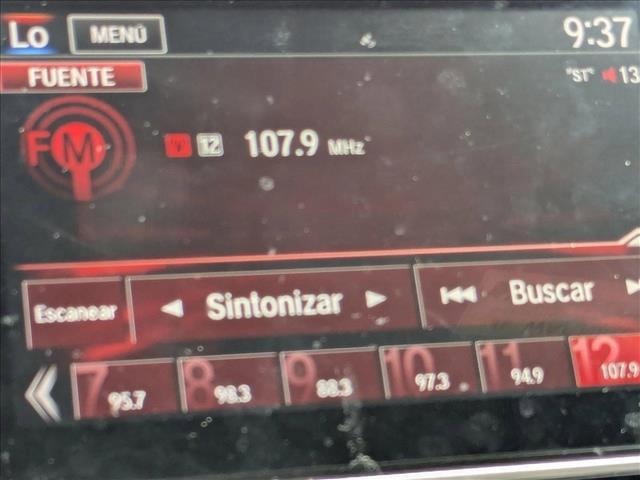 Lo MENÚ 9:37
FUENTE "ST" 13
FM 12 107.9 MHz
Escanear Sintonizar Buscar
7 8 9 10 11 12
95.7 98.3 88.3 97.3 94.9 107.9